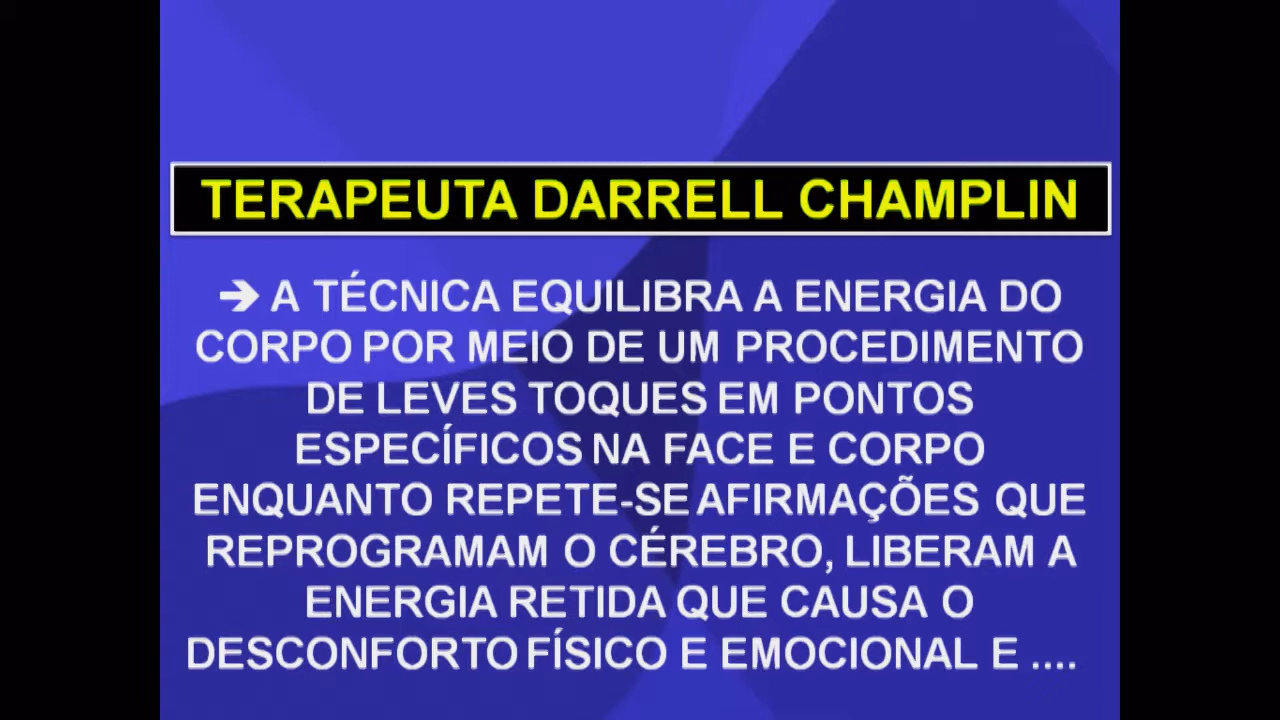 TERAPEUTA DARRELL CHAMPLIN
➔ A TÉCNICA EQUILIBRA A ENERGIA DO
CORPO POR MEIO DE UM PROCEDIMENTO
DE LEVES TOQUES EM PONTOS
ESPECÍFICOS NA FACE E CORPO
ENQUANTO REPETE-SE AFIRMAÇÕES QUE
REPROGRAMAM O CÉREBRO, LIBERAM A
ENERGIA RETIDA QUE CAUSA O
DESCONFORTO FÍSICO E EMOCIONAL E ....